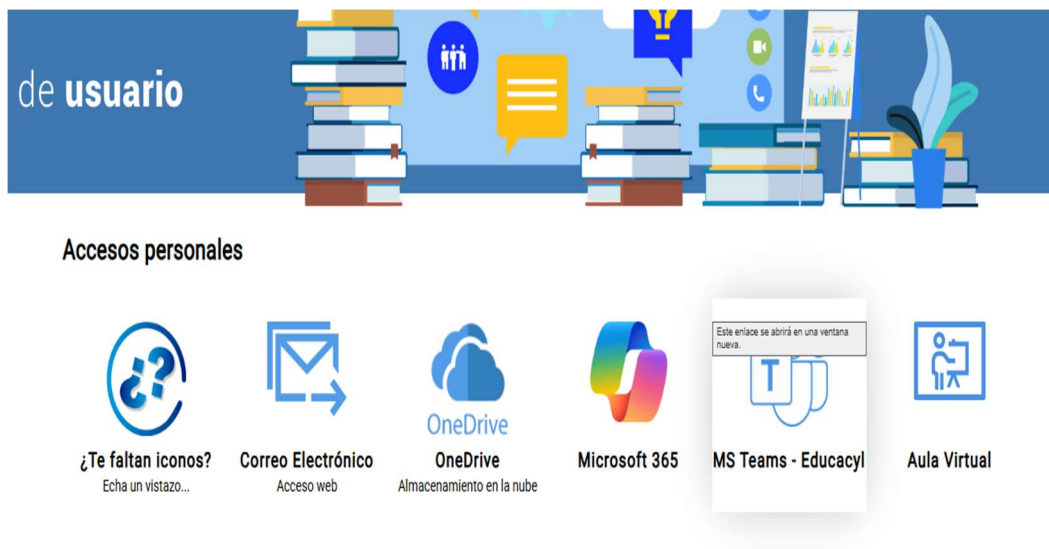 de usuario
Accesos personales
Este enlace se abrirá en una ventana
nueva.
T
OneDrive
¿?
¿Te faltan iconos?
Echa un vistazo...
Correo Electrónico
Acceso web
OneDrive
Almacenamiento en la nube
Microsoft 365
MS Teams - Educacyl
Aula Virtual